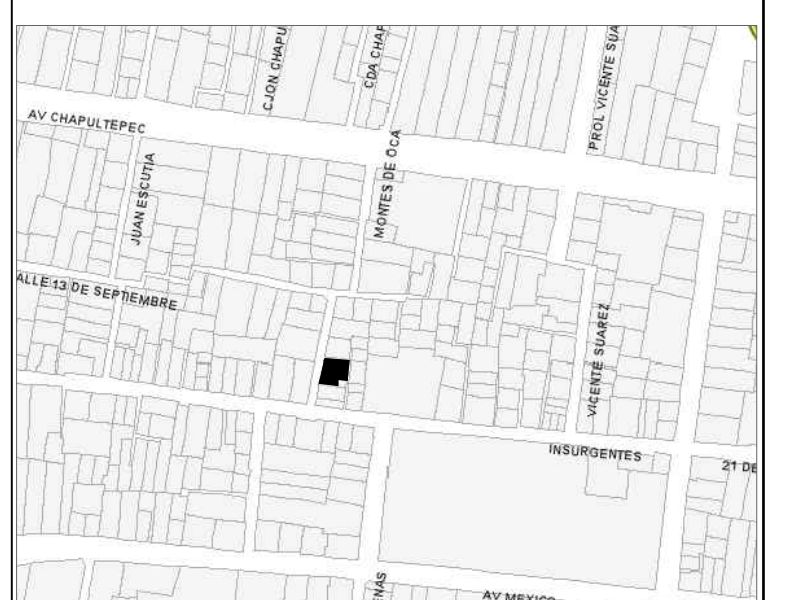 CJON CHAPU
CDA CHAP
PROL VICENTE SUA
AV CHAPULTEPEC
JUAN ESCUTIA
MONTES DE OCA
ALLE 13 DE SEPTIEMBRE
VICENTE SUAREZ
INSURGENTES
21 DE
ENAS
AV MEXICO